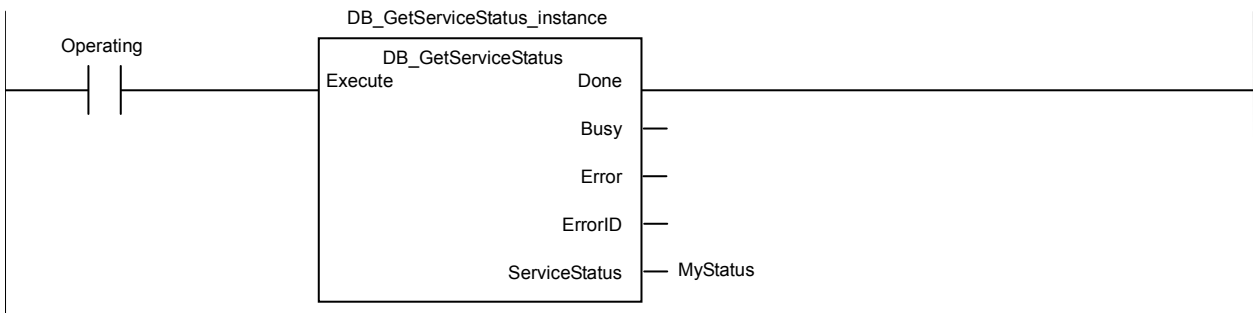 DB_GetServiceStatus_instance
Operating
DB_GetServiceStatus
Execute Done
Busy
Error
ErrorID
ServiceStatus MyStatus